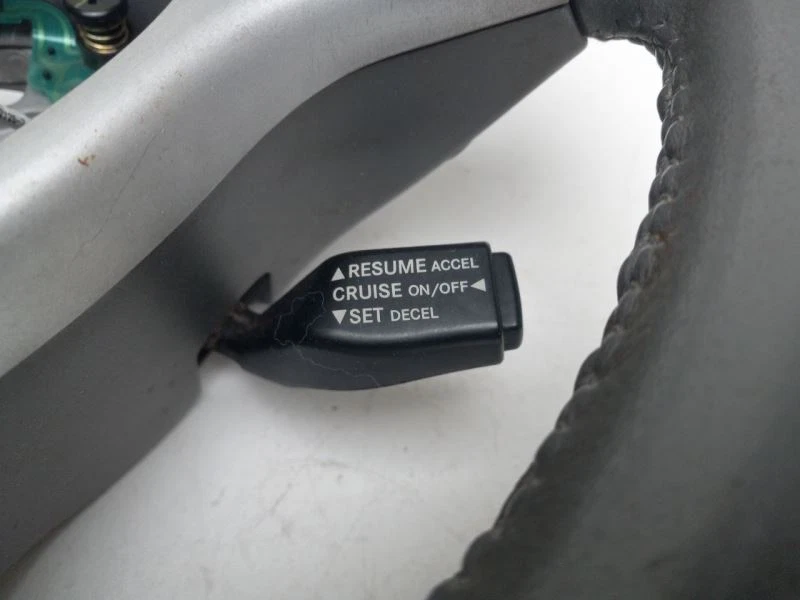 ▲RESUME ACCEL
CRUISE ON/OFF◀
▼SET DECEL